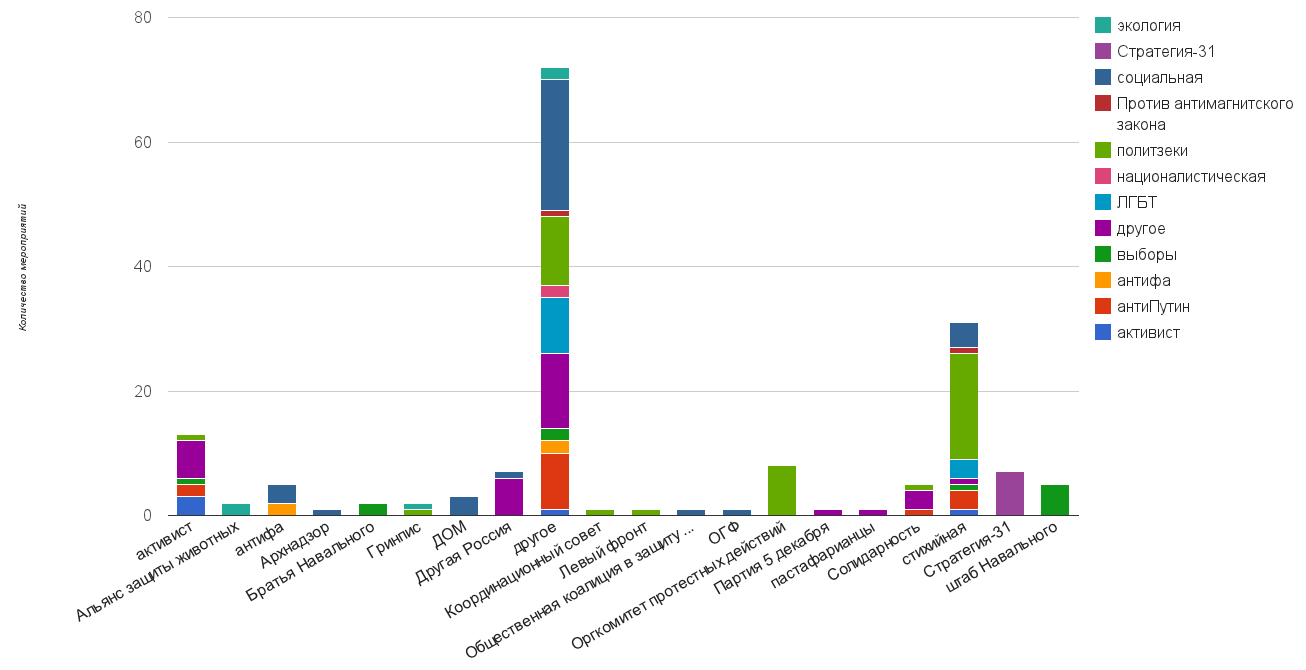 80
60
40
20
0
Количество мероприятий
активист
Альянс защиты животных
антифа
Архнадзор
Братья Навального
Гринпис
ДОМ
Другая Россия
другое
Координационный совет
Левый фронт
Общественная коалиция в защиту ...
ОГФ
Оргкомитет протестных действий
Партия 5 декабря
пастафарианцы
Солидарность
стихийная
Стратегия-31
штаб Навального
экология
Стратегия-31
социальная
Против антимагнитского
закона
политзеки
националистическая
ЛГБТ
другое
выборы
антифа
антиПутин
активист